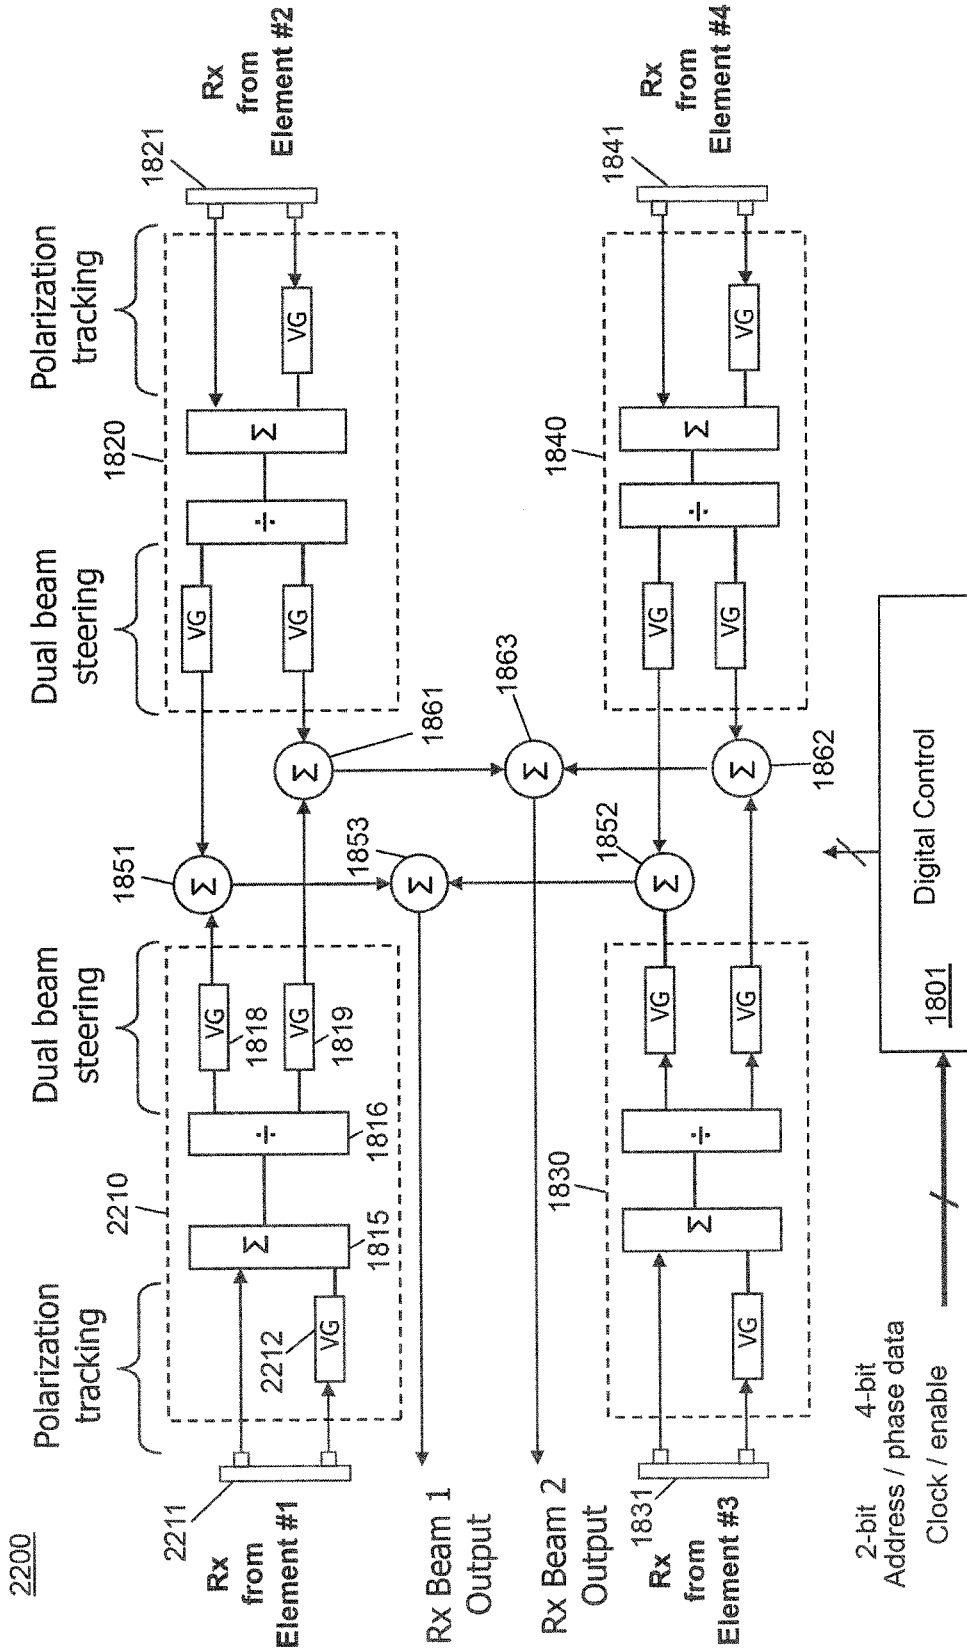 2200
Polarization
tracking
Dual beam
steering
Dual beam
steering
Polarization
tracking
2211
2210
1851
1820
1821
Rx
from
Element #1
2212
VG
Σ
1815
÷
1816
VG
1818
VG
1819
Σ
Σ
1861
VG
VG
÷
Σ
VG
Rx
from
Element #2
Rx Beam 1
Output
1853
Σ
Rx Beam 2
Output
1863
Σ
1831
1830
1852
1840
1841
Rx
from
Element #3
VG
Σ
÷
VG
VG
Σ
Σ
1862
VG
VG
÷
Σ
VG
Rx
from
Element #4
2-bit 4-bit
Address / phase data
Clock / enable
1801
Digital Control